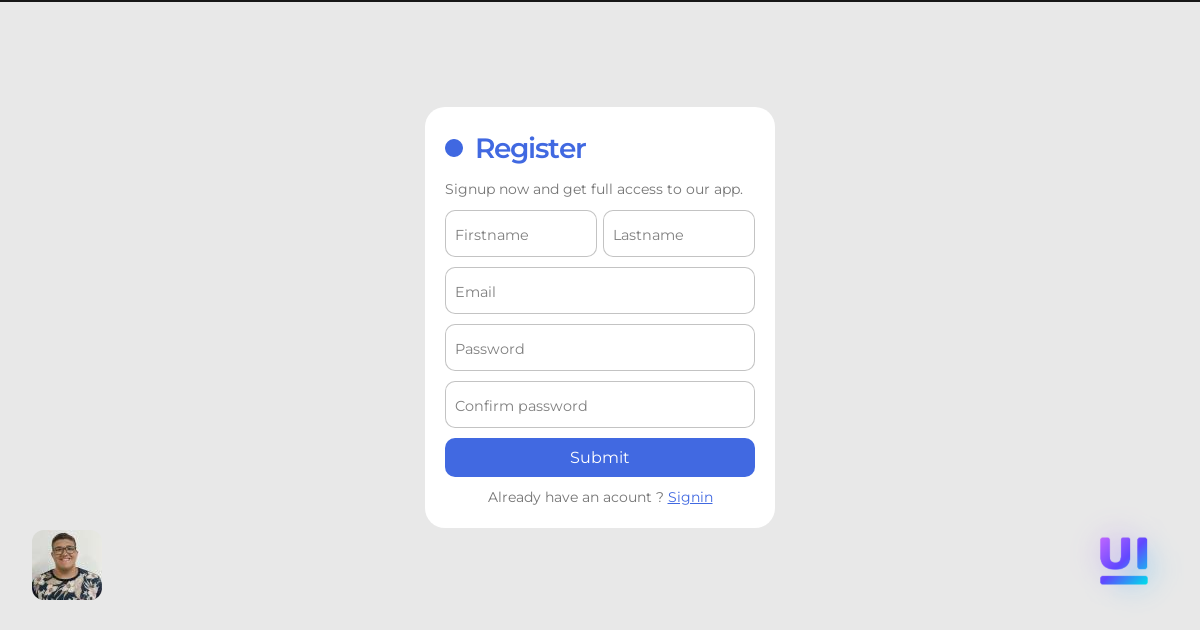 Register
Signup now and get full access to our app.
Firstname Lastname
Email
Password
Confirm password
Submit
Already have an acount ? Signin
UI